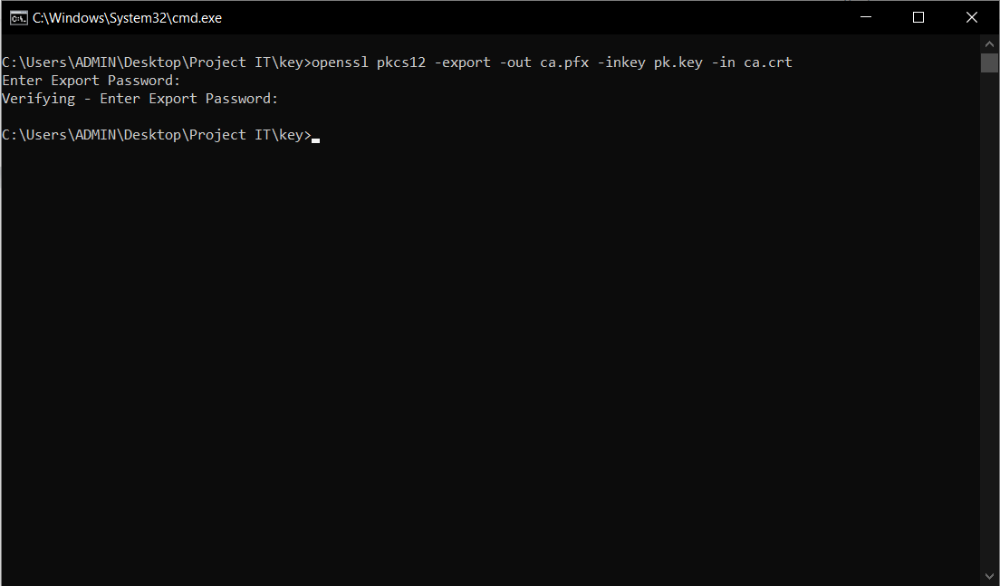 C:\Windows\System32\cmd.exe
C:\Users\ADMIN\Desktop\Project IT\key>openssl pkcs12 -export -out ca.pfx -inkey pk.key -in ca.crt
Enter Export Password:
Verifying - Enter Export Password:
C:\Users\ADMIN\Desktop\Project IT\key>